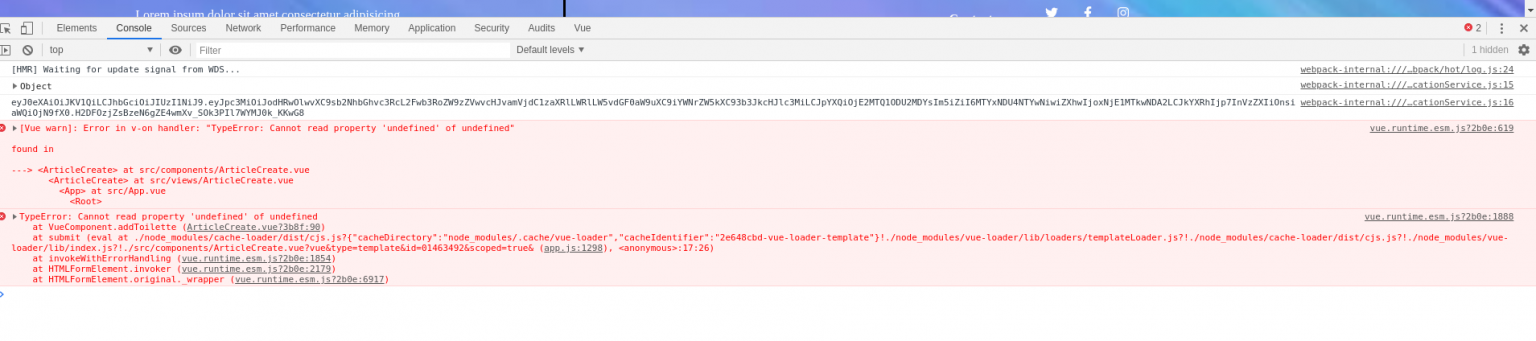 Lorem ipsum dolor sit amet consectetur adipisicing
Elements Console Sources Network Performance Memory Application Security Audits Vue 2
top Filter Default levels 1 hidden
[HMR] Waiting for update signal from WDS... webpack-internal:///…bpack/hot/log.js:24
Object webpack-internal:///…cationService.js:15
webpack-internal:///…cationService.js:16
[Vue warn]: Error in v-on handler: "TypeError: Cannot read property 'undefined' of undefined" vue.runtime.esm.js?2b0e:619
found in
---> <ArticleCreate> at src/components/ArticleCreate.vue
<ArticleCreate> at src/views/ArticleCreate.vue
<App> at src/App.vue
<Root>
TypeError: Cannot read property 'undefined' of undefined vue.runtime.esm.js?2b0e:1888
at VueComponent.addToilette (ArticleCreate.vue?3b8f:90)
at submit (eval at ./node_modules/cache-loader/dist/cjs.js?{"cacheDirectory":"node_modules/.cache/vue-loader","cacheIdentifier":"2e648cbd-vue-loader-template"}!./node_modules/vue-loader/lib/loaders/templateLoader.js?!./node_modules/cache-loader/dist/cjs.js?!./node_modules/vue-
loader/lib/index.js?!./src/components/ArticleCreate.vue?vue&type=template&id=01463492&scoped=true& (app.js:1298), <anonymous>:17:26)
at invokeWithErrorHandling (vue.runtime.esm.js?2b0e:1854)
at HTMLFormElement.invoker (vue.runtime.esm.js?2b0e:2179)
at HTMLFormElement.original._wrapper (vue.runtime.esm.js?2b0e:6917)